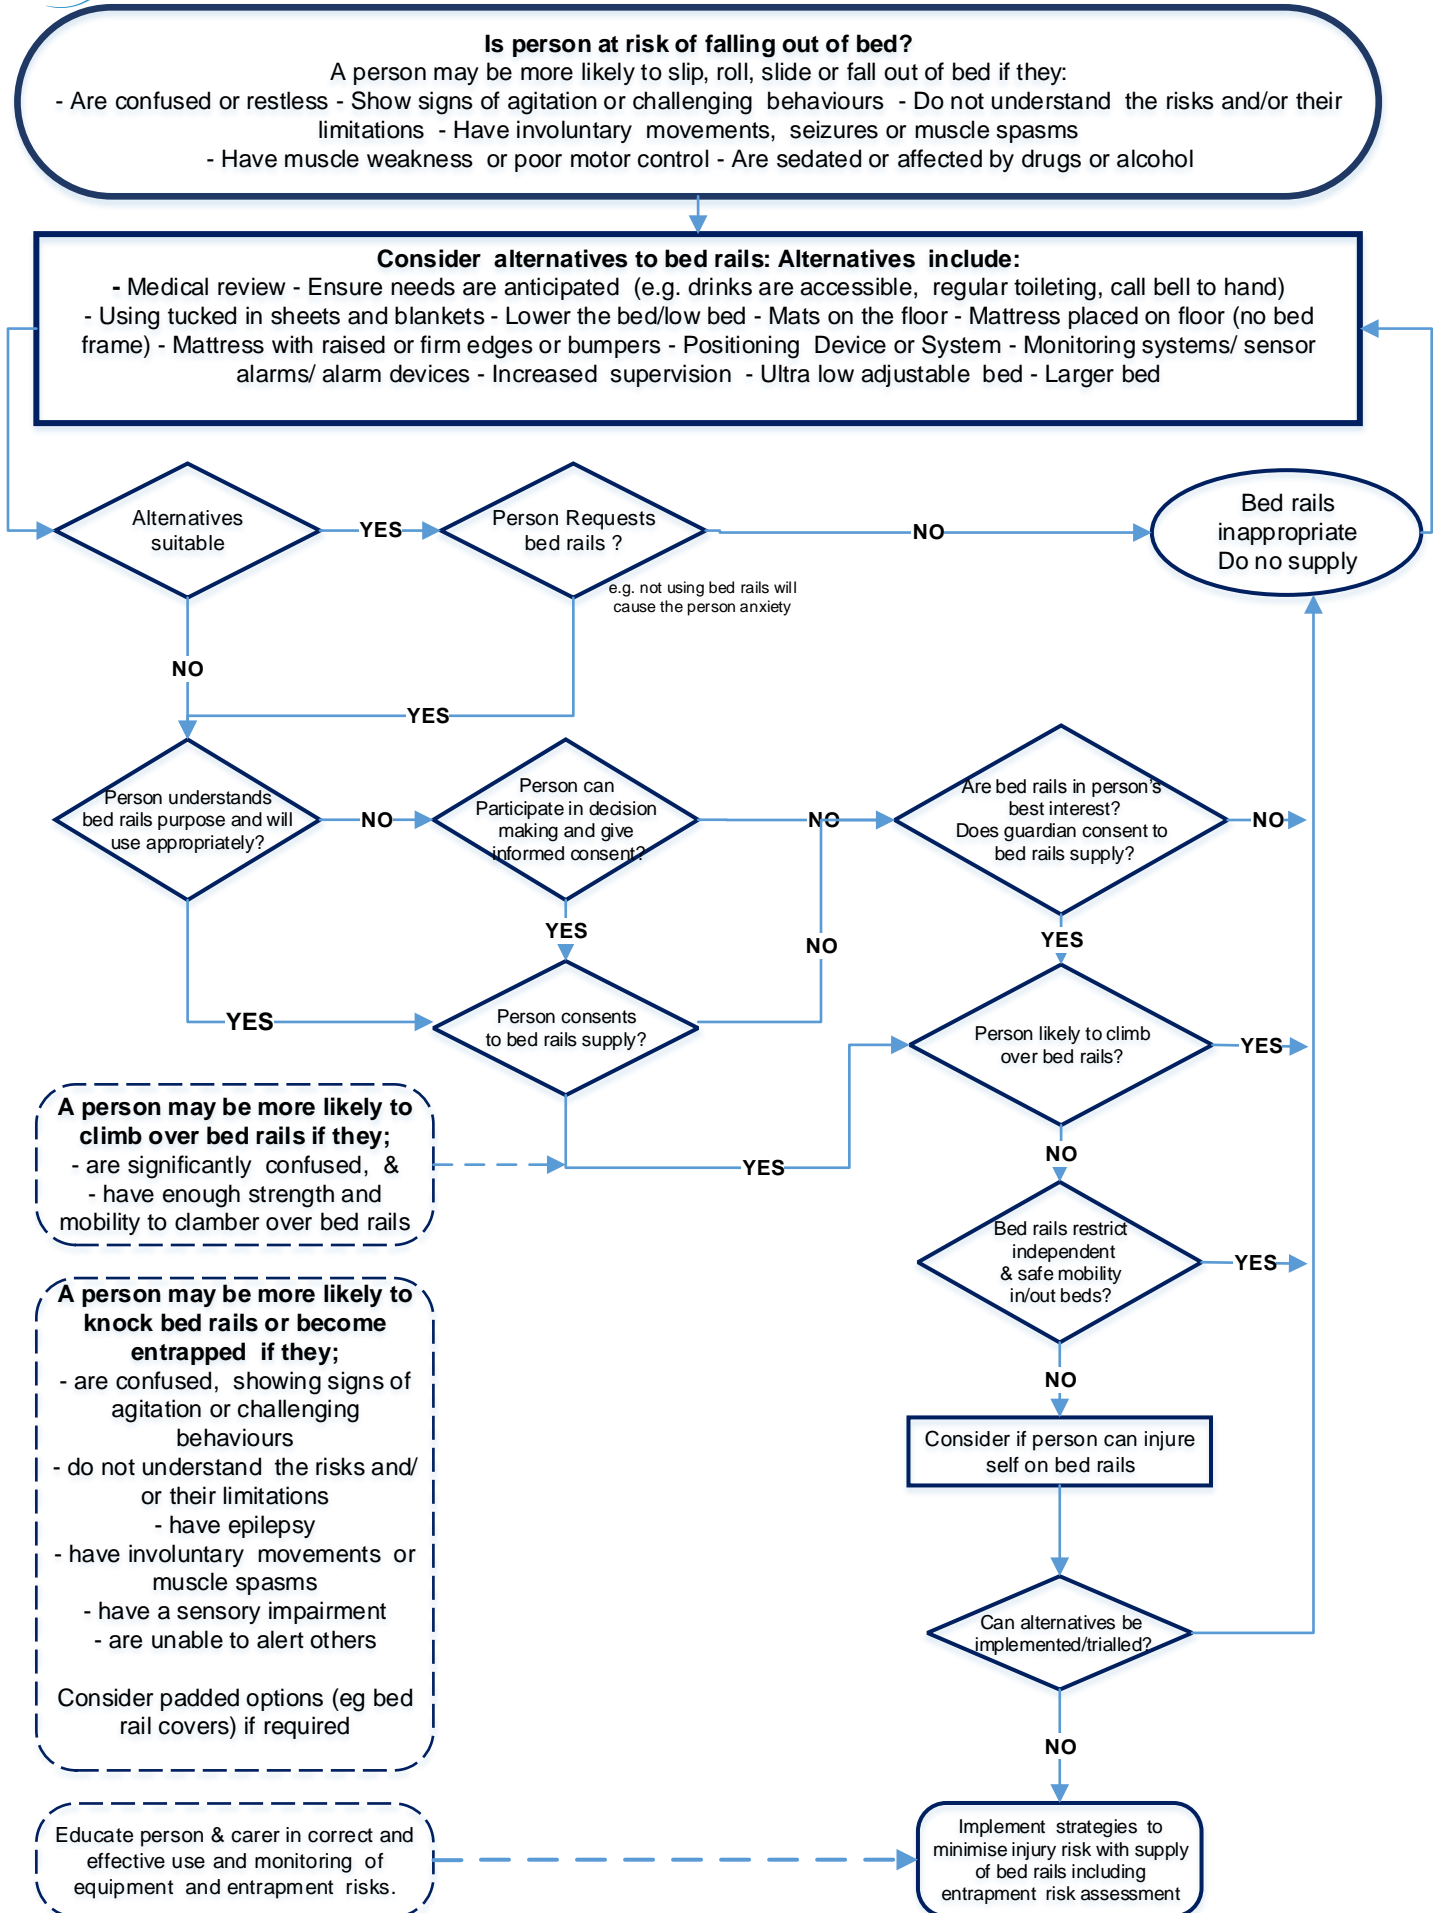 Is person at risk of falling out of bed?
A person may be more likely to slip, roll, slide or fall out of bed if they:
- Are confused or restless - Show signs of agitation or challenging behaviours - Do not understand the risks and/or their
limitations - Have involuntary movements, seizures or muscle spasms
- Have muscle weakness or poor motor control - Are sedated or affected by drugs or alcohol
Consider alternatives to bed rails: Alternatives include:
- Medical review - Ensure needs are anticipated (e.g. drinks are accessible, regular toileting, call bell to hand)
- Using tucked in sheets and blankets - Lower the bed/low bed - Mats on the floor - Mattress placed on floor (no bed
frame) - Mattress with raised or firm edges or bumpers - Positioning Device or System - Monitoring systems/ sensor
alarms/ alarm devices - Increased supervision - Ultra low adjustable bed - Larger bed
Alternatives
suitable
YES
Person Requests
bed rails ?
e.g. not using bed rails will
cause the person anxiety
NO
Bed rails
inappropriate
Do no supply
NO
YES
Person understands
bed rails purpose and will
use appropriately?
NO
Person can
Participate in decision
making and give
informed consent?
NO
Are bed rails in person's
best interest?
Does guardian consent to
bed rails supply?
NO
YES
NO
YES
YES
Person consents
to bed rails supply?
Person likely to climb
over bed rails?
YES
A person may be more likely to
climb over bed rails if they;
- are significantly confused, &
- have enough strength and
mobility to clamber over bed rails
YES
NO
Bed rails restrict
independent
& safe mobility
in/out beds?
YES
A person may be more likely to
knock bed rails or become
entrapped if they;
- are confused, showing signs of
agitation or challenging
behaviours
- do not understand the risks and/
or their limitations
- have epilepsy
- have involuntary movements or
muscle spasms
- have a sensory impairment
- are unable to alert others
Consider padded options (eg bed
rail covers) if required
NO
Consider if person can injure
self on bed rails
Can alternatives be
implemented/trialled?
NO
Educate person & carer in correct and
effective use and monitoring of
equipment and entrapment risks.
Implement strategies to
minimise injury risk with supply
of bed rails including
entrapment risk assessment